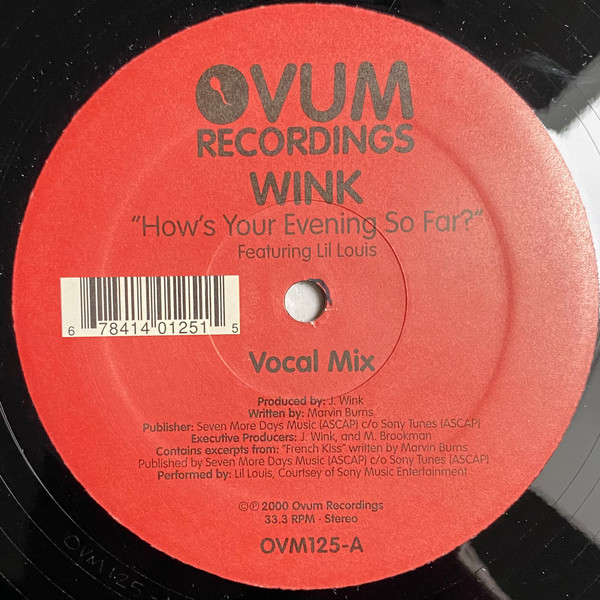 OVUM
RECORDINGS
WINK
"How's Your Evening So Far?"
Featuring Lil Louis
6 78414 01251 5
Vocal Mix
Produced by: J. Wink
Written by: Marvin Burns
Publisher: Seven More Days Music (ASCAP) c/o Sony Tunes (ASCAP)
Executive Producers: J. Wink, and M. Brookman
Contains excerpts from: "French Kiss" written by Marvin Burns
Published by Seven More Days Music (ASCAP) c/o Sony Tunes (ASCAP)
Performed by: Lil Louis, Courtsey of Sony Music Entertainment
©℗ 2000 Ovum Recordings
33.3 RPM · Stereo
OVM125-A
OVM125-